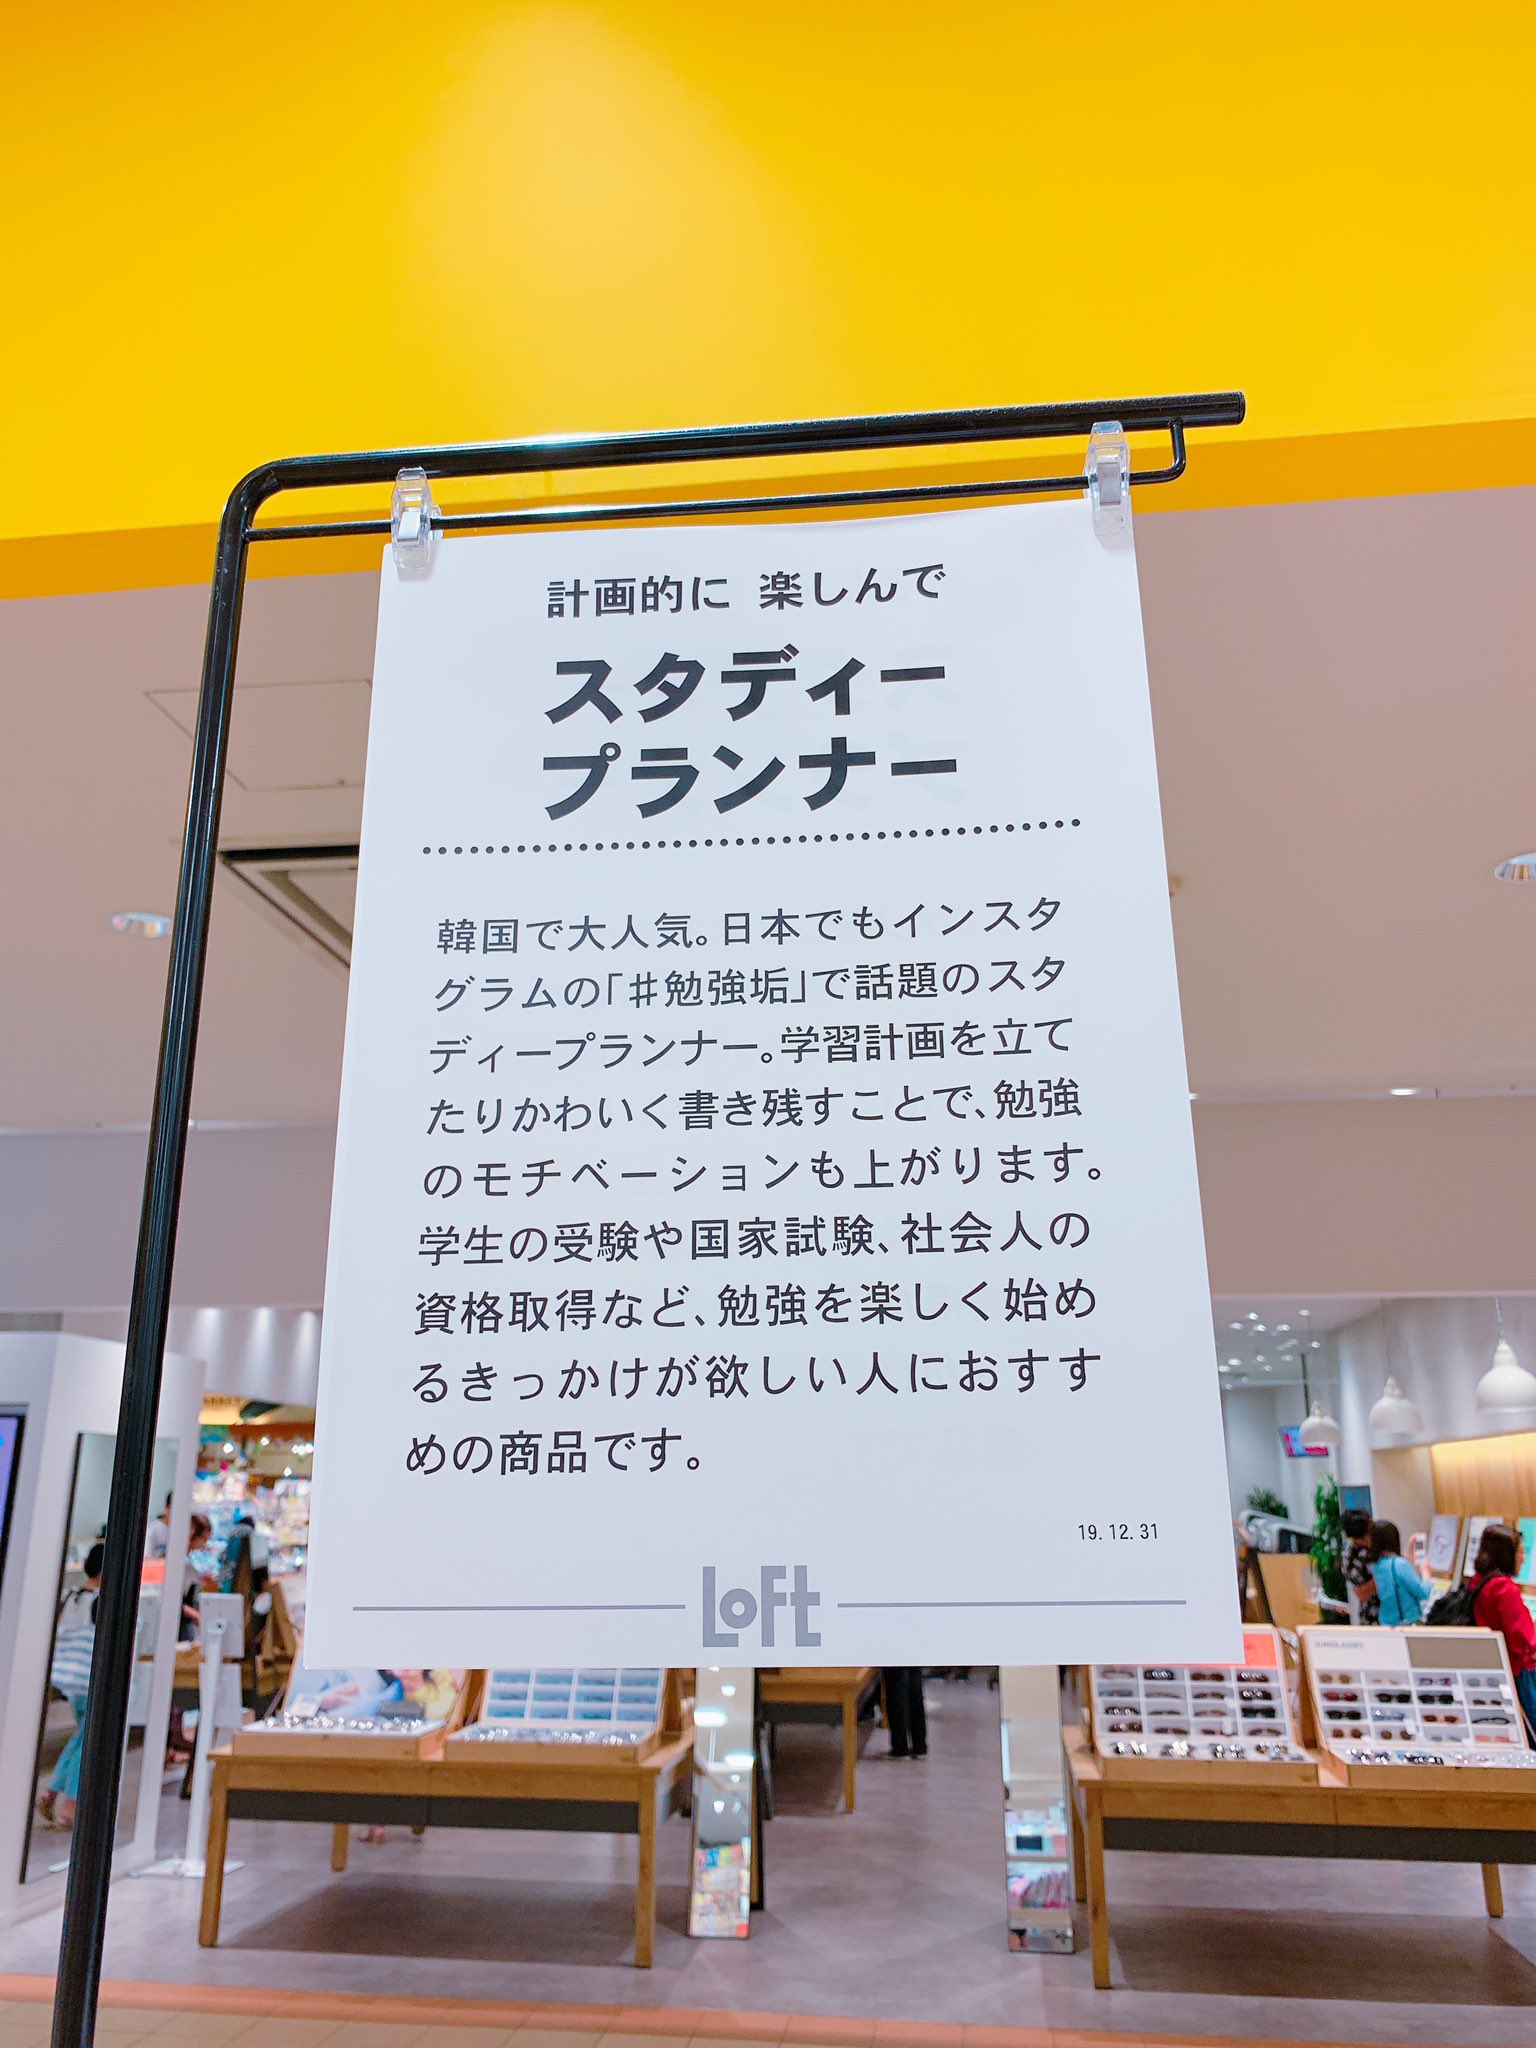 計画的に 楽しんで
スタディー
プランナー
韓国で大人気。日本でもインスタ
グラムの「#勉強垢」で話題のスタ
ディープランナー。学習計画を立て
たりかわいく書き残すことで、勉強
のモチベーションも上がります。
学生の受験や国家試験、社会人の
資格取得など、勉強を楽しく始め
るきっかけが欲しい人におすす
めの商品です。
19.12.31
LoFt
SUNGLASSES